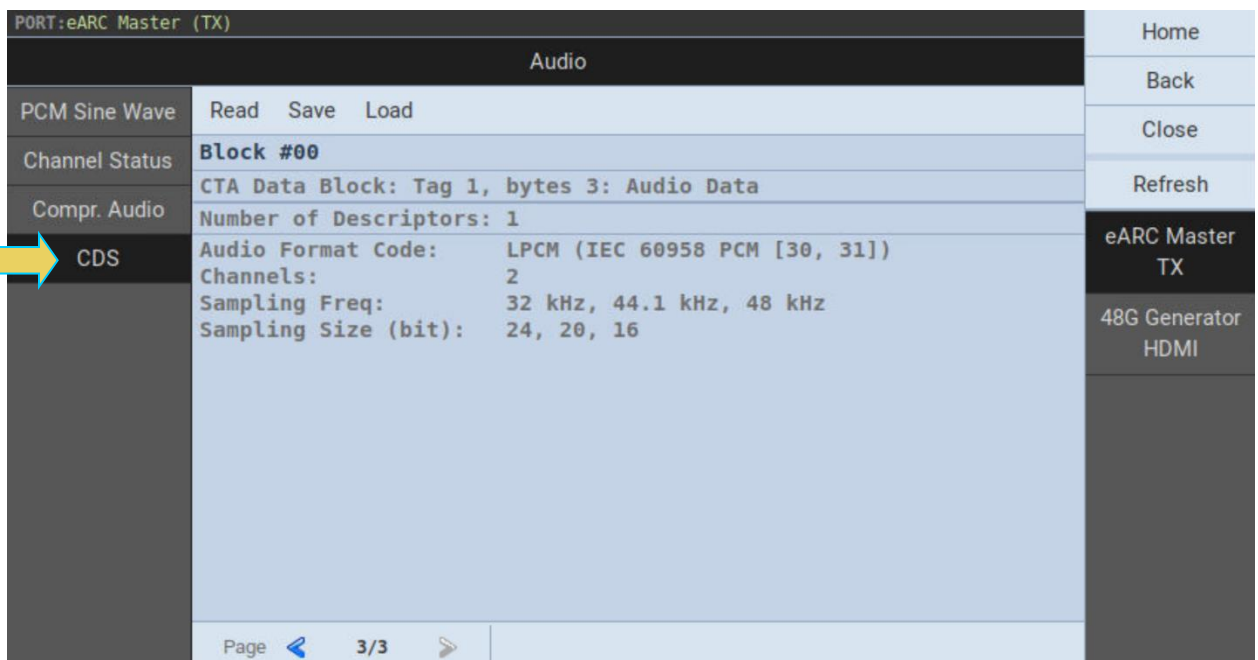 PORT:eARC Master (TX)
Audio
PCM Sine Wave
Channel Status
Compr. Audio
CDS
Read Save Load
Block #00
CTA Data Block: Tag 1, bytes 3: Audio Data
Number of Descriptors: 1
Audio Format Code: LPCM (IEC 60958 PCM [30, 31])
Channels: 2
Sampling Freq: 32 kHz, 44.1 kHz, 48 kHz
Sampling Size (bit): 24, 20, 16
Page 3/3
Home
Back
Close
Refresh
eARC Master
TX
48G Generator
HDMI